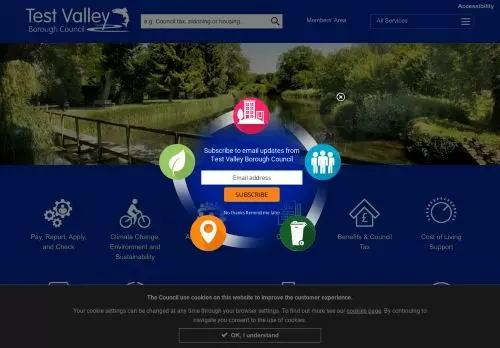 Accessibility
Test Valley
Borough Council
e.g. Council tax, planning or housing..
Members' Area
All Services
Subscribe to email updates from
Test Valley Borough Council
Email address
SUBSCRIBE
No thanks Remind me later
Pay, Report, Apply,
and Check
Climate Change,
Environment and
Sustainability
Benefits & Council
Tax
Cost of Living
Support
The Council use cookies on this website to improve the customer experience.
Your cookie settings can be changed at any time through your browser settings. To find out more see our cookies page. By continuing to
navigate you consent to the use of cookies.
OK, I understand